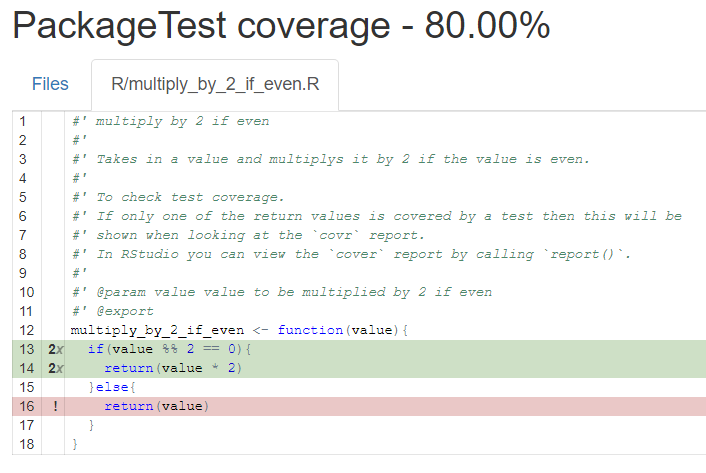 PackageTest coverage - 80.00%
Files R/multiply_by_2_if_even.R
1 #' multiply by 2 if even
2 #'
3 #' Takes in a value and multiplys it by 2 if the value is even.
4 #'
5 #' To check test coverage.
6 #' If only one of the return values is covered by a test then this will be
7 #' shown when looking at the `covr` report.
8 #' In RStudio you can view the `cover` report by calling `report()`.
9 #'
10 #' @param value value to be multiplied by 2 if even
11 #' @export
12 multiply_by_2_if_even <- function(value){
13 2x if(value %% 2 == 0){
14 2x return(value * 2)
15 }else{
16 ! return(value)
17 }
18 }